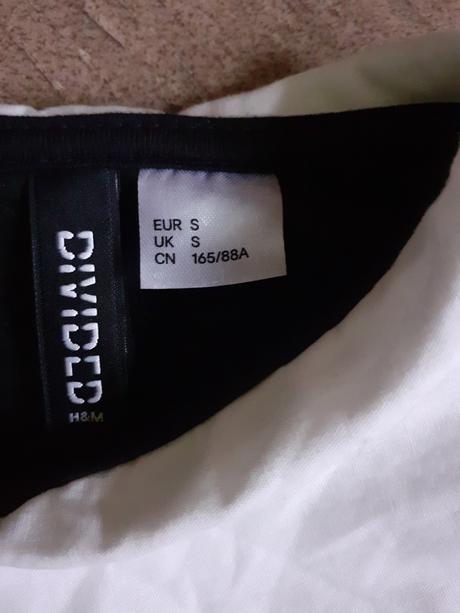 EUR S
UK S
CN 165/88A
DIVIDED
H&M